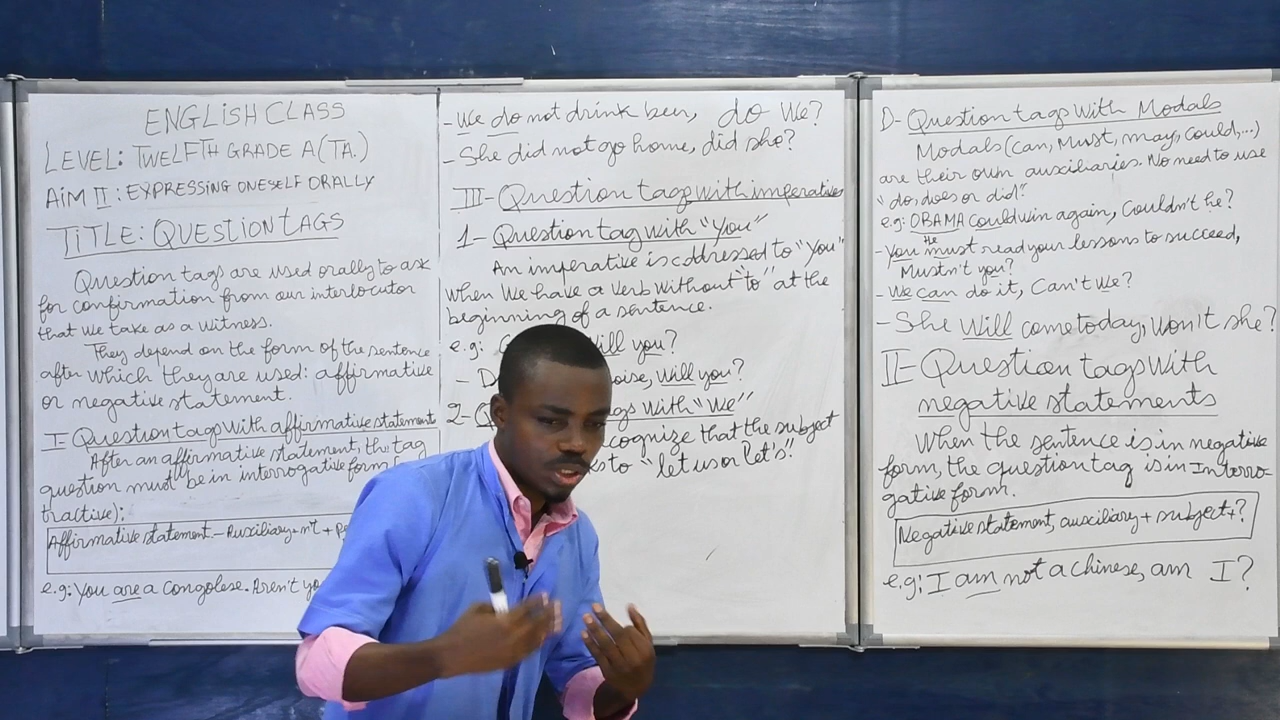 ENGLISH CLASS
LEVEL: TWELFTH GRADE A (TA.)
AIM II : EXPRESSING ONESELF ORALLY
TITLE: QUESTION TAGS
Question tags are used orally to ask
for confirmation from our interlocutor
that we take as a witness.
They depend on the form of the sentence
after which they are used: affirmative
or negative statement.
I- Question tags with affirmative statement
After an affirmative statement, the tag
question must be in interrogative form
tractive):
Affirmative statement - Auxiliary + n't +
e.g: You are a congolese. Aren't
- We do not drink beer, do we?
- She did not go home, did she?
III- Question tags with imperatives
1- Question tag with "You"
An imperative is addressed to "You"
when we have a verb without "to" at the
beginning of a sentence.
e.g: will you?
- will you?
2- tags with "We"
that the subject
to "let us or let's".
D- Question tags with Modals
Modals (can, Must, may, could,...)
are their own auxiliaries. No need to use
"do, does or did".
e.g: OBAMA could win again, Couldn't he?
he
- You must read your lessons to succeed,
Mustn't you?
- We can do it, Can't we?
- She Will come today, won't she?
II- Question tags with
negative statements
When the sentence is in negative
form, the question tag is in Interro-
gative form.
Negative statement, auxiliary + subject + ?
e.g: I am not a chinese, am I?